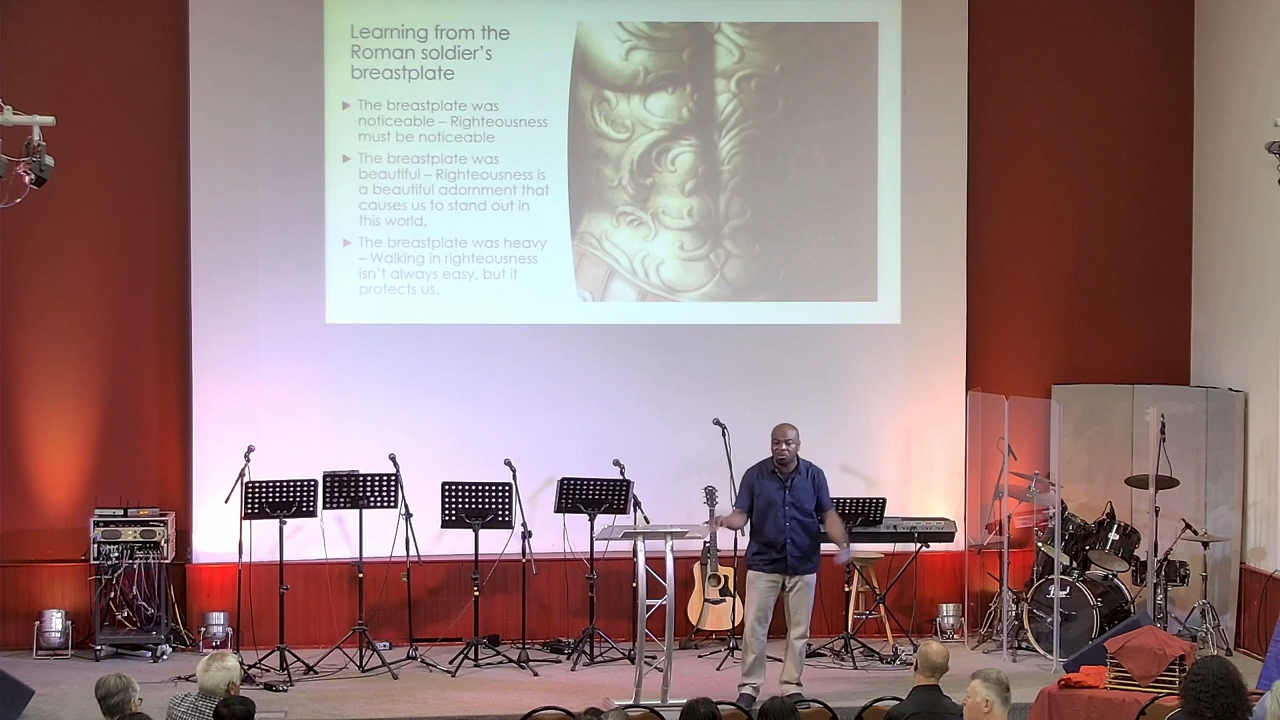 Learning from the
Roman soldier's
breastplate
The breastplate was
noticeable – Righteousness
must be noticeable
The breastplate was
beautiful – Righteousness is
a beautiful adornment that
causes us to stand out in
this world.
The breastplate was heavy
– Walking in righteousness
isn't always easy, but it
protects us.
Pearl